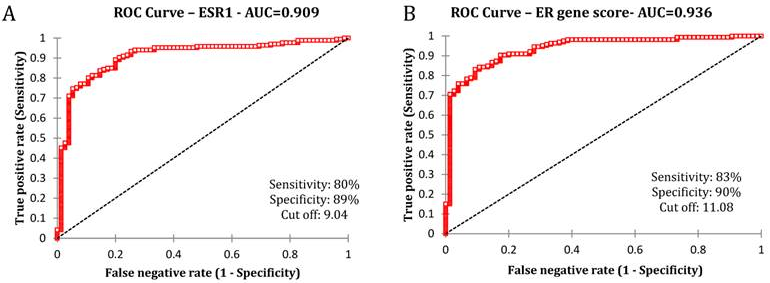 A
ROC Curve – ESR1 - AUC=0.909
True positive rate (Sensitivity)
1
0.9
0.8
0.7
0.6
0.5
0.4
0.3
0.2
0.1
0
0
0.2
0.4
0.6
0.8
1
Sensitivity: 80%
Specificity: 89%
Cut off: 9.04
False negative rate (1 - Specificity)
B
ROC Curve – ER gene score- AUC=0.936
True positive rate (Sensitivity)
1
0.9
0.8
0.7
0.6
0.5
0.4
0.3
0.2
0.1
0
0
0.2
0.4
0.6
0.8
1
Sensitivity: 83%
Specificity: 90%
Cut off: 11.08
False negative rate (1 - Specificity)